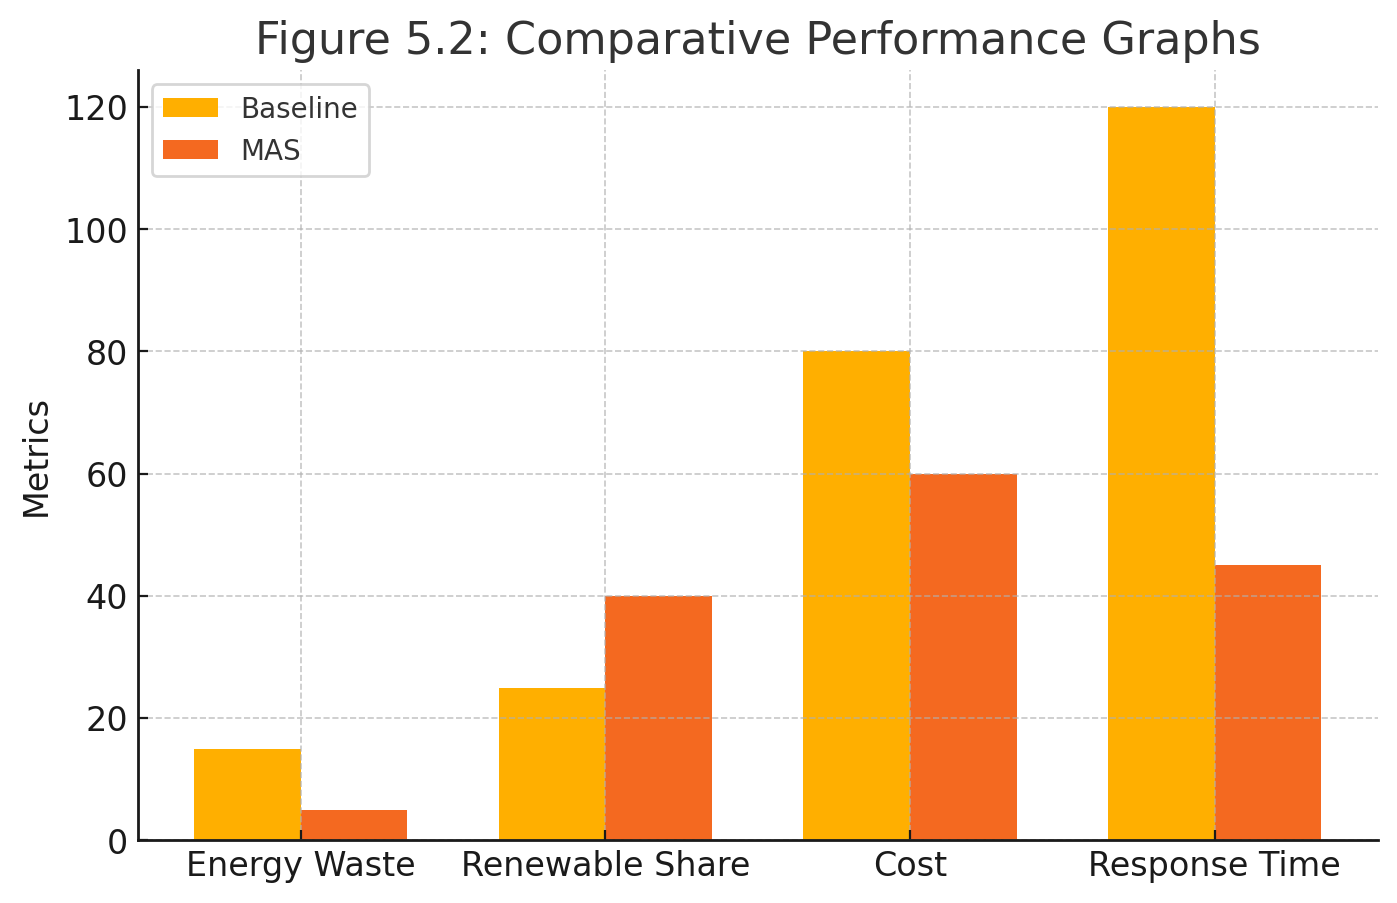 Figure 5.2: Comparative Performance Graphs
Baseline
MAS
120
100
80
60
40
20
0
Metrics
Energy Waste
Renewable Share
Cost
Response Time